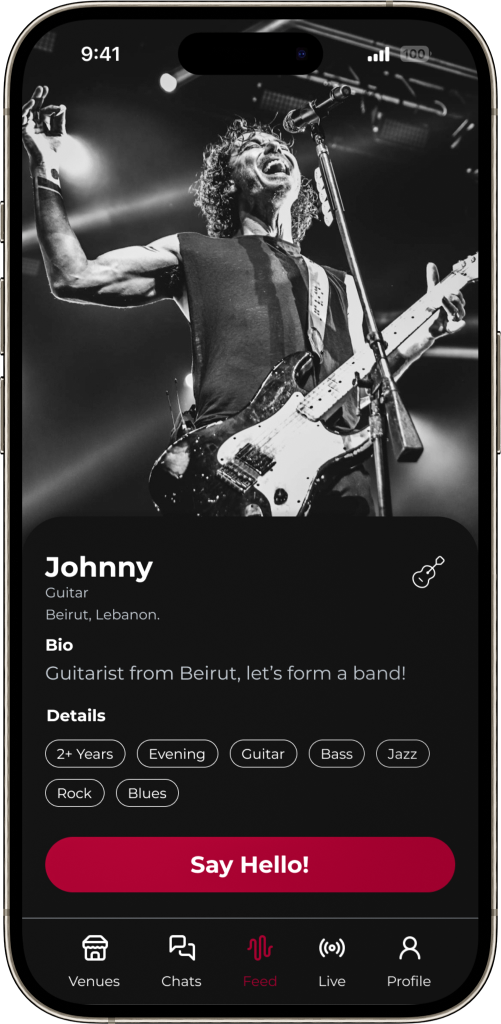 9:41
100
Johnny
Guitar
Beirut, Lebanon.
Bio
Guitarist from Beirut, let's form a band!
Details
2+ Years Evening Guitar Bass Jazz
Rock Blues
Say Hello!
Venues Chats Feed Live Profile